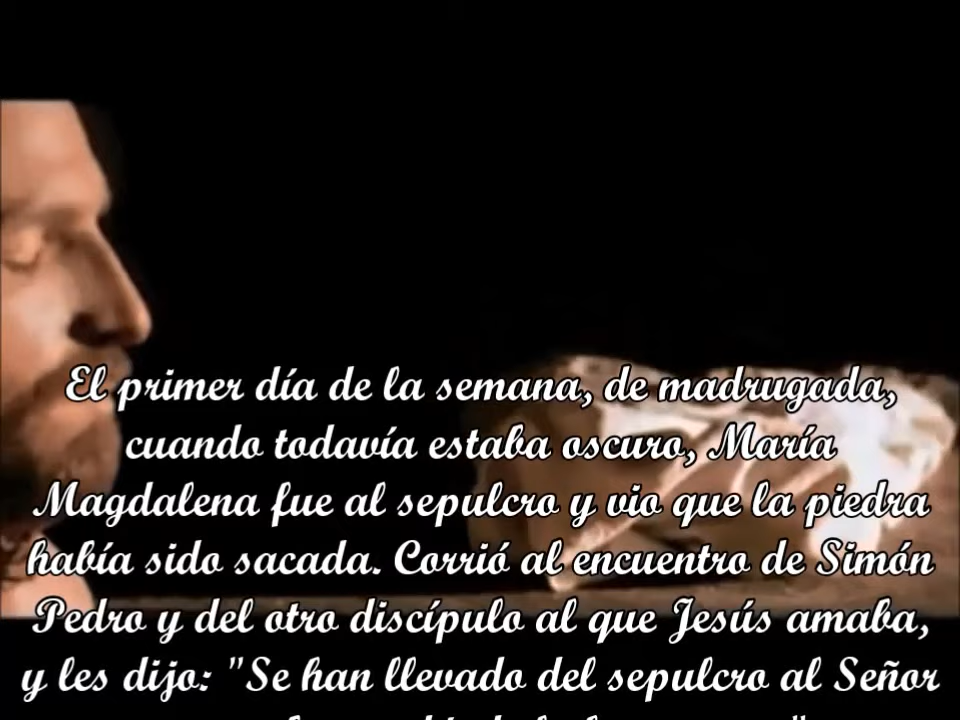 El primer día de la semana, de madrugada,
cuando todavía estaba oscuro, María
Magdalena fue al sepulcro y vio que la piedra
había sido sacada. Corrió al encuentro de Simón
Pedro y del otro discípulo al que Jesús amaba,
y les dijo: "Se han llevado del sepulcro al Señor